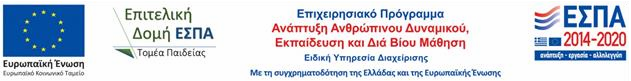 Ευρωπαϊκή Ένωση
Ευρωπαϊκό Κοινωνικό Ταμείο
Επιτελική
Δομή ΕΣΠΑ
Τομέα Παιδείας
Επιχειρησιακό Πρόγραμμα
Ανάπτυξη Ανθρώπινου Δυναμικού,
Εκπαίδευση και Διά Βίου Μάθηση
Ειδική Υπηρεσία Διαχείρισης
Με τη συγχρηματοδότηση της Ελλάδας και της Ευρωπαϊκής Ένωσης
ΕΣΠΑ
2014-2020
ανάπτυξη - εργασία - αλληλεγγύη